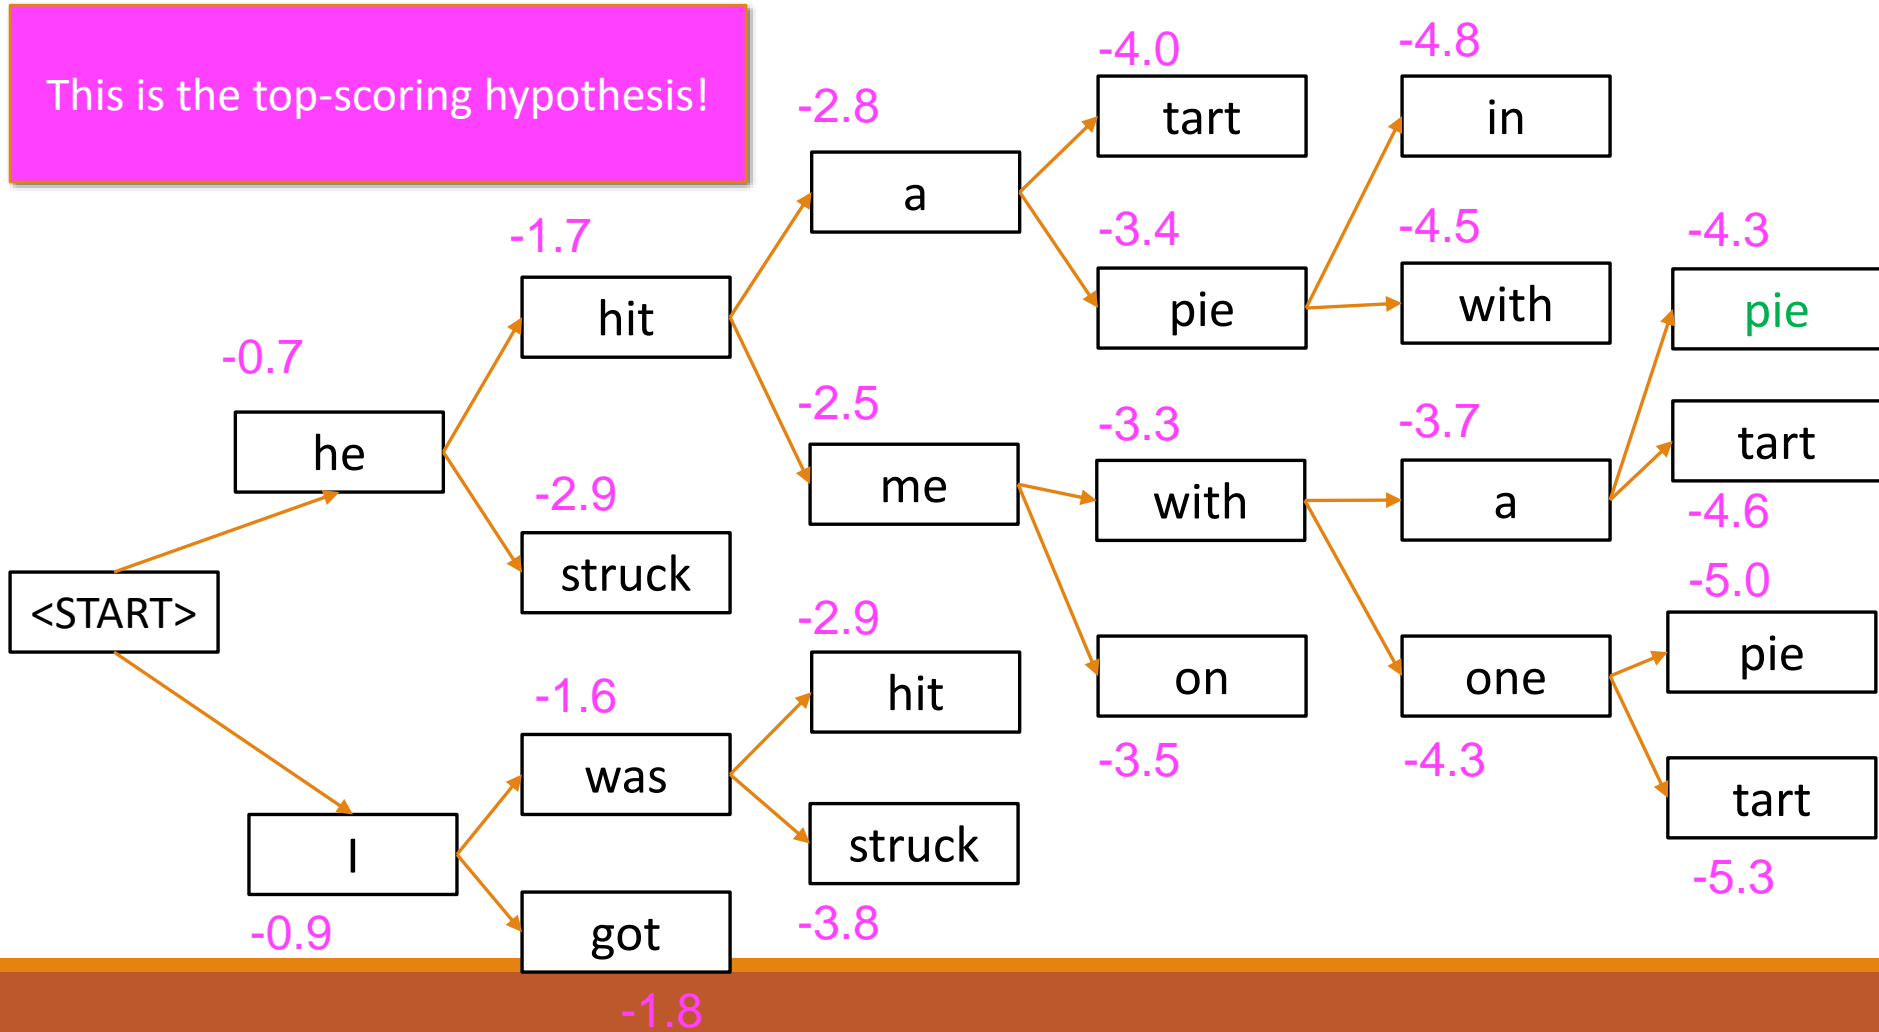 This is the top-scoring hypothesis!
-4.0
-4.8
-2.8
tart
in
a
-1.7
-3.4
-4.5
-4.3
hit
pie
with
pie
-0.7
-2.5
-3.3
-3.7
tart
he
me
with
a
-2.9
-4.6
struck
-5.0
<START>
-2.9
hit
on
one
pie
-1.6
was
-3.5
-4.3
tart
I
struck
-5.3
-0.9
got
-3.8
-1.8